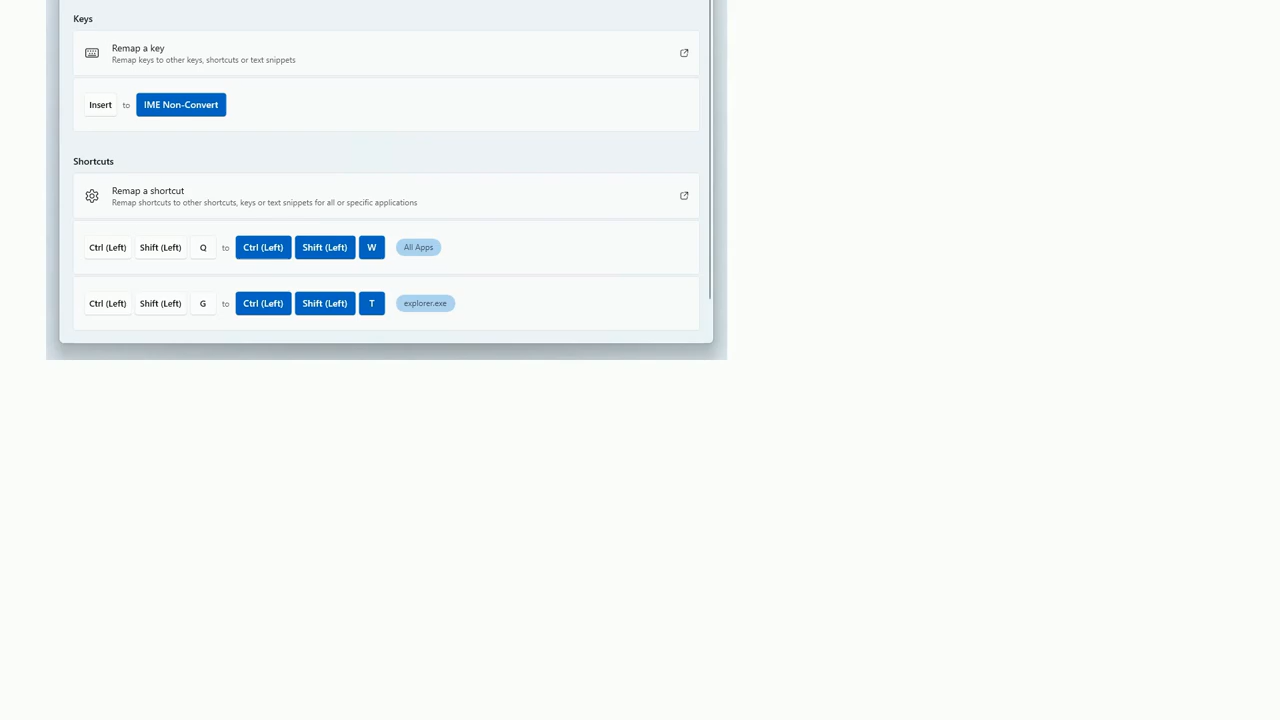 Keys
Remap a key
Remap keys to other keys, shortcuts or text snippets
Insert to IME Non-Convert
Shortcuts
Remap a shortcut
Remap shortcuts to other shortcuts, keys or text snippets for all or specific applications
Ctrl (Left) Shift (Left) Q to Ctrl (Left) Shift (Left) W All Apps
Ctrl (Left) Shift (Left) G to Ctrl (Left) Shift (Left) T explorer.exe